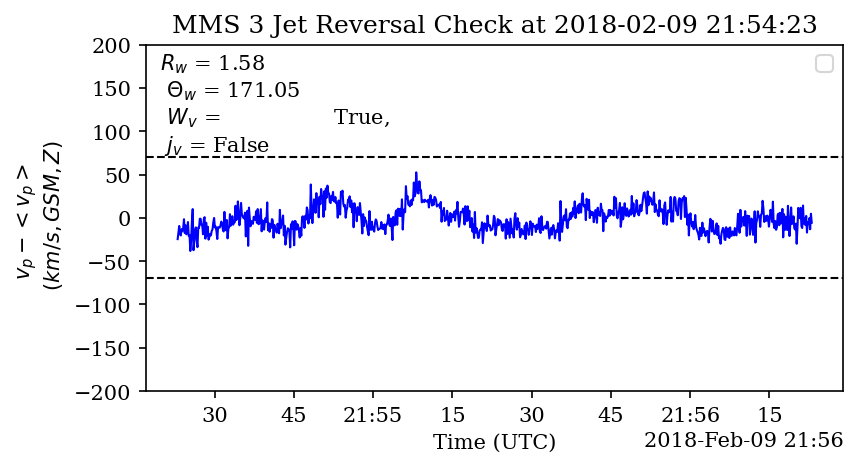 MMS 3 Jet Reversal Check at 2018-02-09 21:54:23
R_w = 1.58
Θ_w = 171.05
W_v = True,
j_v = False
200
150
100
50
0
−50
−100
−150
−200
v_p − < v_p >
(km/s, GSM, Z)
30 45 21:55 15 30 45 21:56 15
Time (UTC)
2018-Feb-09 21:56